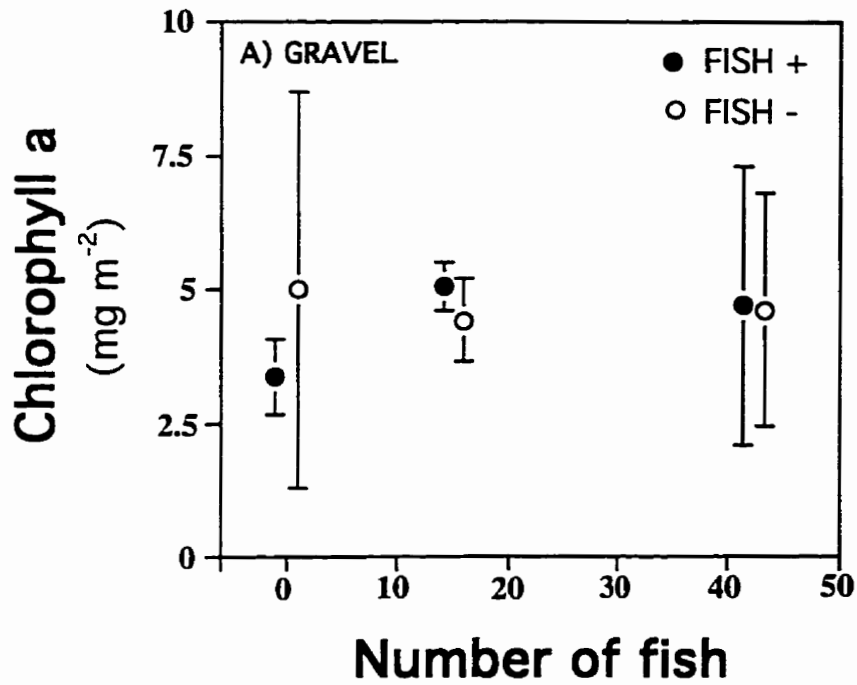 10
A) GRAVEL
FISH +
FISH -
7.5
5
2.5
0
Chlorophyll a
(mg m⁻²)
0 10 20 30 40 50
Number of fish